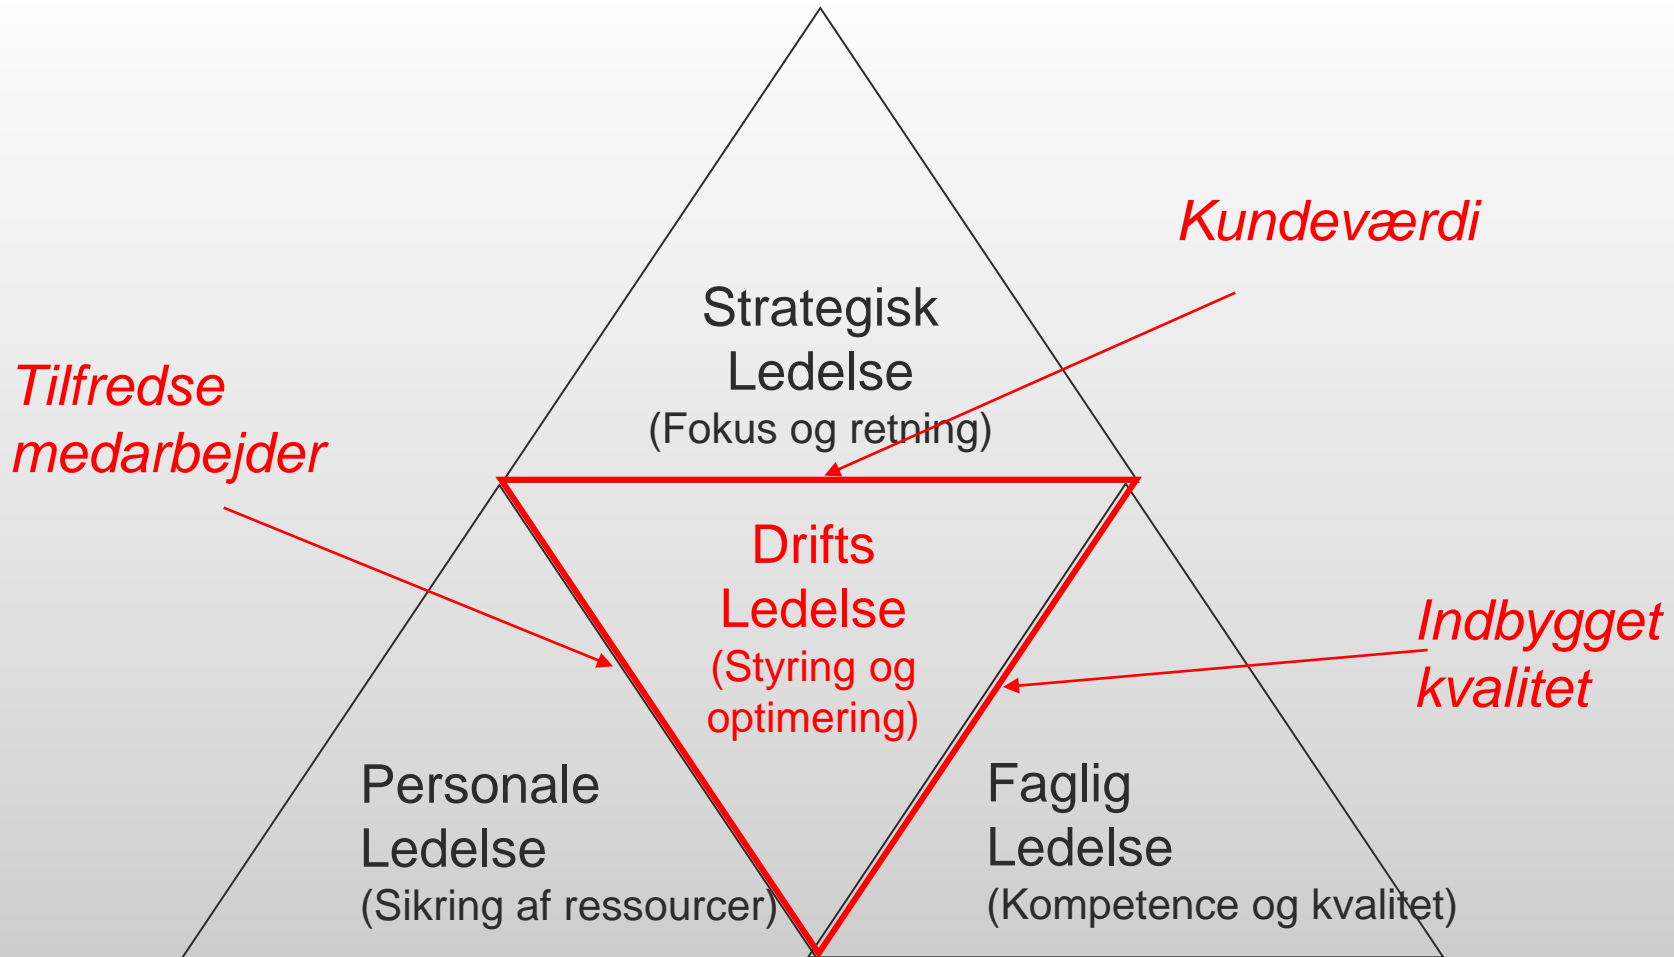 Kundeværdi
Strategisk
Ledelse
(Fokus og retning)
Tilfredse
medarbejder
Drifts
Ledelse
(Styring og
optimering)
Indbygget
kvalitet
Personale
Ledelse
(Sikring af ressourcer)
Faglig
Ledelse
(Kompetence og kvalitet)